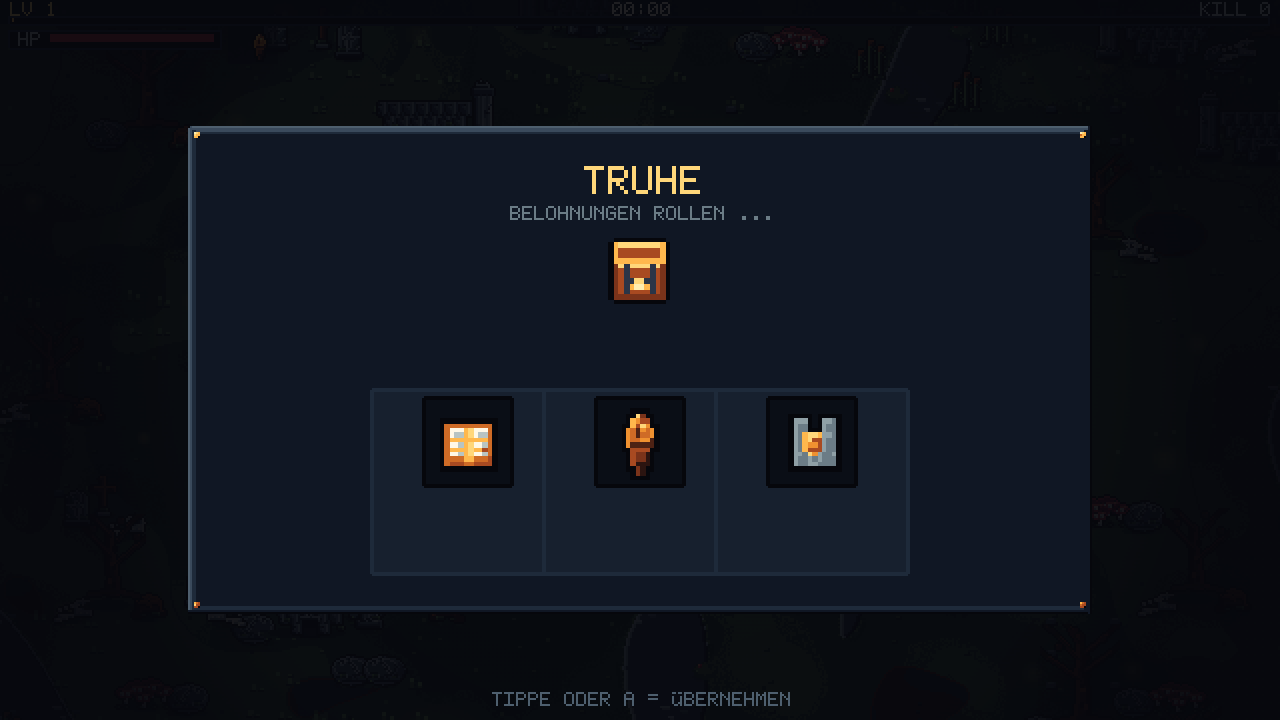 LV 1
00:00
KILL 0
HP
TRUHE
BELOHNUNGEN ROLLEN ...
TIPPE ODER A = üBERNEHMEN